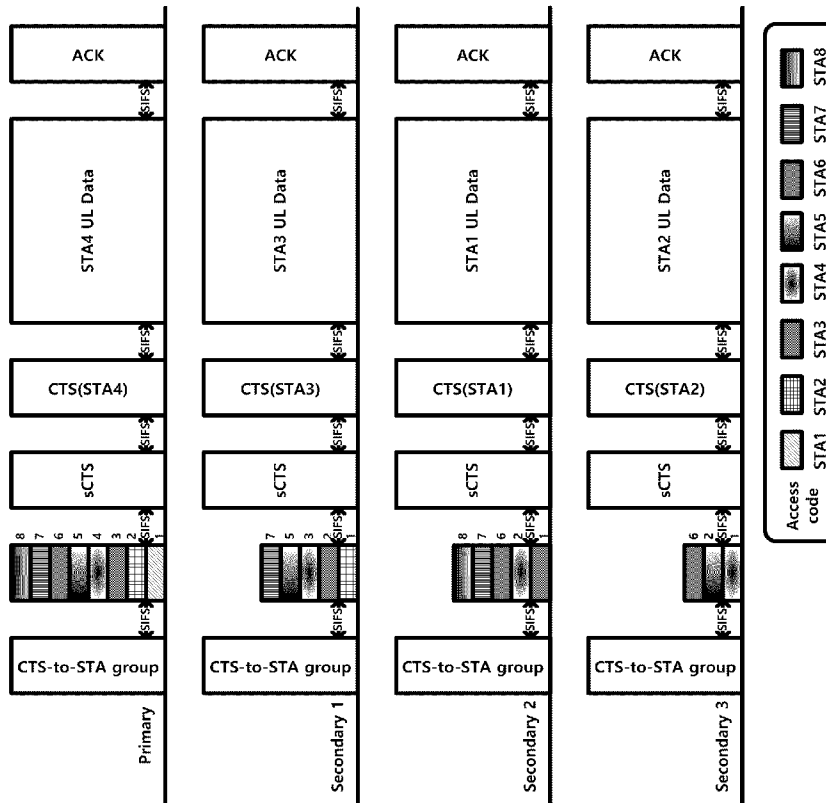 Primary
CTS-to-STA group
SIFS
8
7
6
5
4
3
2
1
SIFS
sCTS
SIFS
CTS(STA4)
SIFS
STA4 UL Data
SIFS
ACK
Secondary 1
CTS-to-STA group
SIFS
7
5
3
2
1
SIFS
sCTS
SIFS
CTS(STA3)
SIFS
STA3 UL Data
SIFS
ACK
Secondary 2
CTS-to-STA group
SIFS
8
7
6
2
1
SIFS
sCTS
SIFS
CTS(STA1)
SIFS
STA1 UL Data
SIFS
ACK
Secondary 3
CTS-to-STA group
SIFS
6
2
1
SIFS
sCTS
SIFS
CTS(STA2)
SIFS
STA2 UL Data
SIFS
ACK
Access
code
STA1
STA2
STA3
STA4
STA5
STA6
STA7
STA8